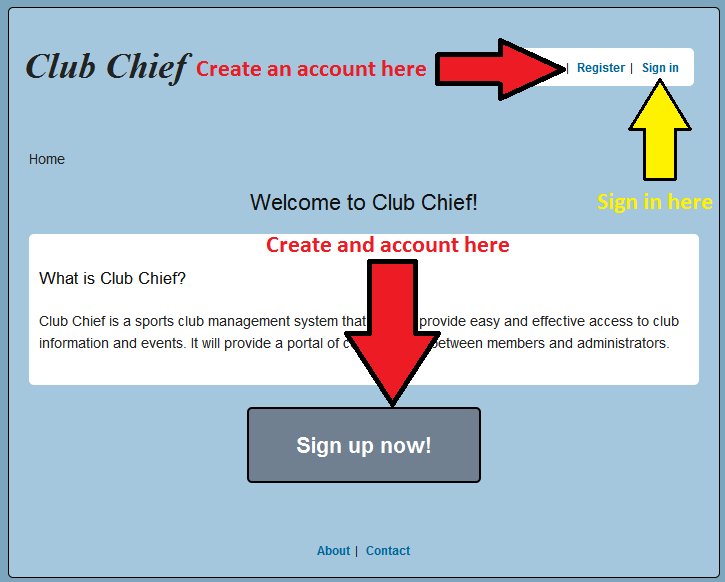 Club Chief
Create an account here
| Register | Sign in
Home
Sign in here
Welcome to Club Chief!
Create and account here
What is Club Chief?
Club Chief is a sports club management system that provide easy and effective access to club
information and events. It will provide a portal of between members and administrators.
Sign up now!
About | Contact